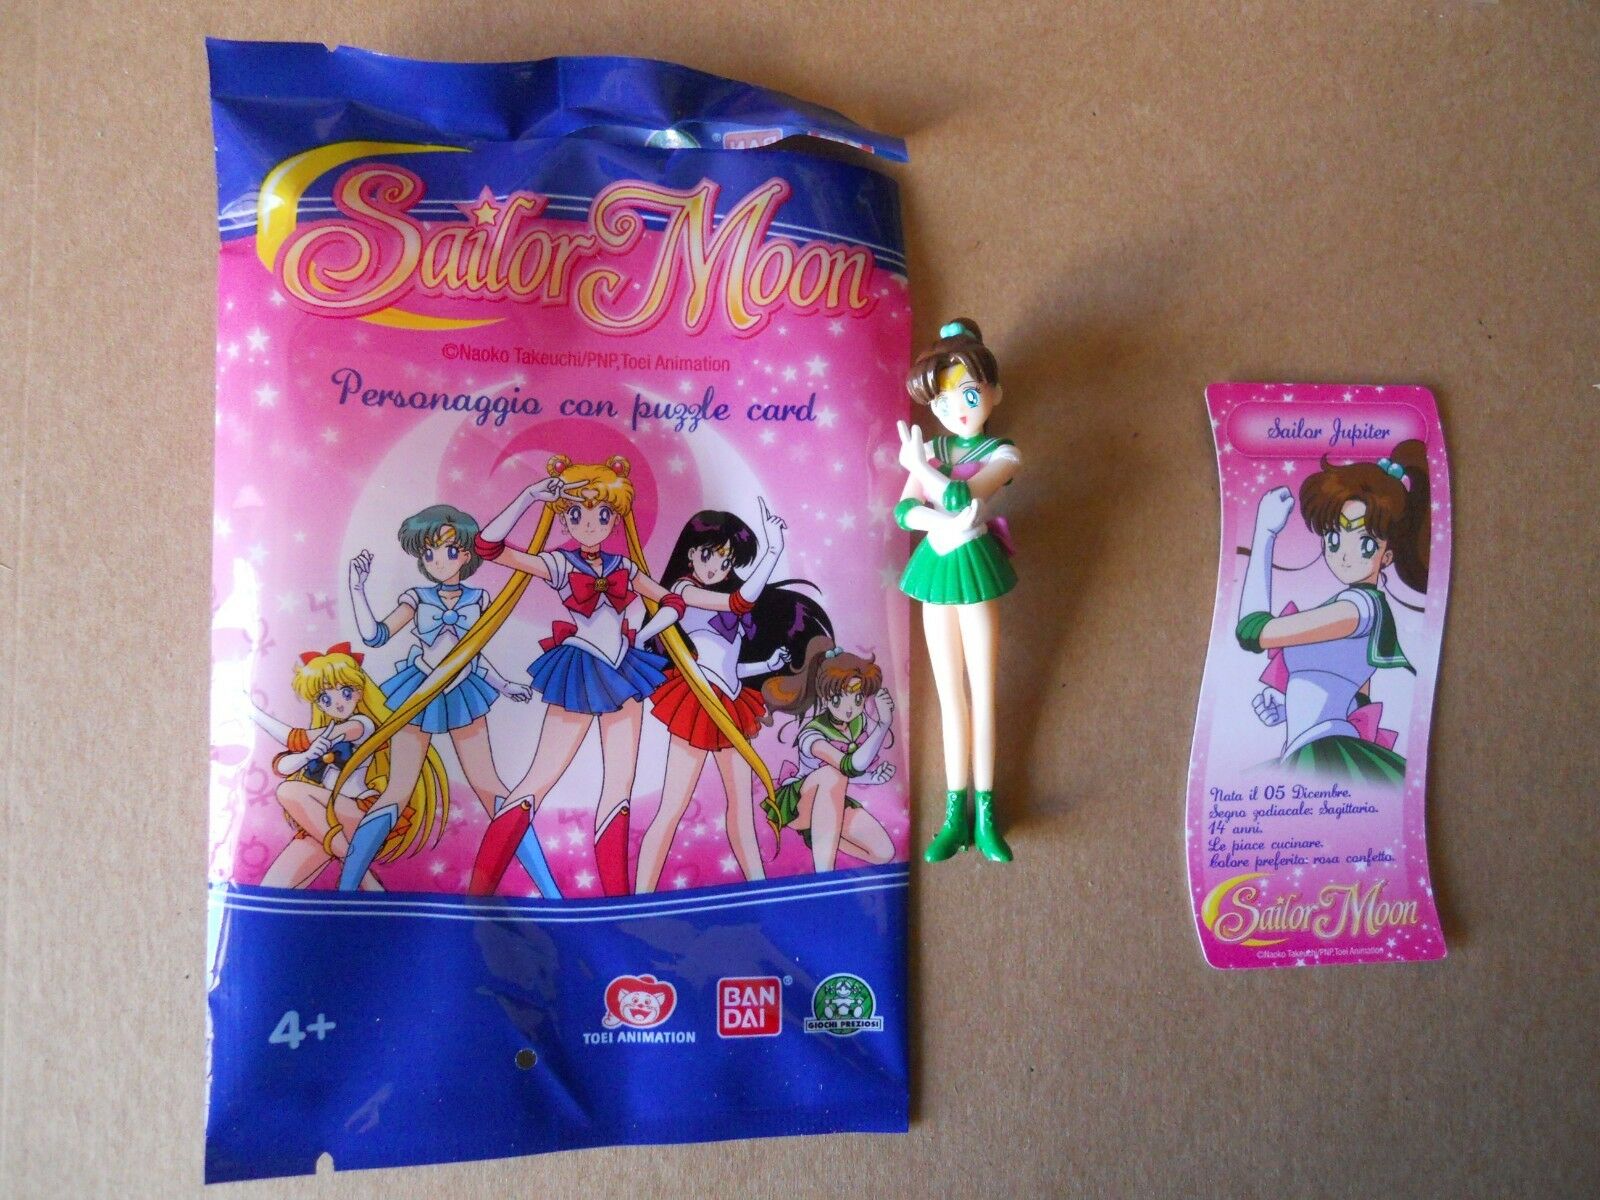 Sailor Moon
©Naoko Takeuchi/PNP, Toei Animation
Personaggio con puzzle card
4+
TOEI ANIMATION
BAN
DAI
®
GIOCHI PREZIOSI
Sailor Jupiter
Nata il 05 Dicembre.
Segno zodiacale: Sagittario.
14 anni.
Le piace cucinare.
Colore preferito: rosa confetto.
Sailor Moon
©Naoko Takeuchi/PNP, Toei Animation